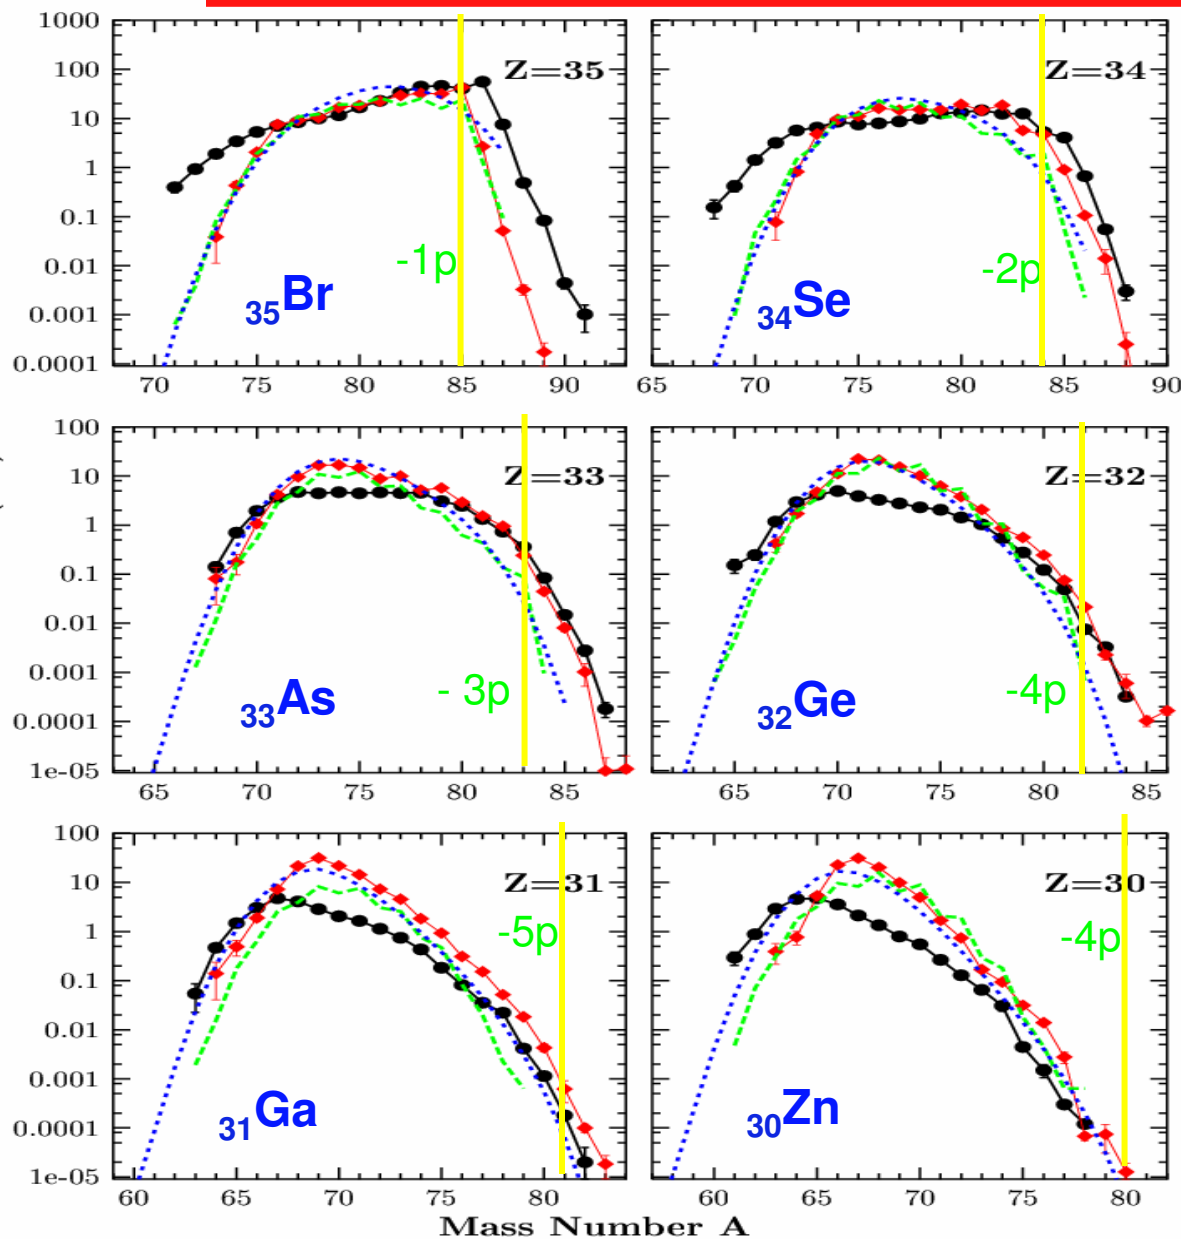 1000
100
10
1
0.1
0.01
0.001
0.0001
Z=35
-1p
35Br
70 75 80 85 90
Z=34
-2p
34Se
65 70 75 80 85 90
100
10
1
0.1
0.01
0.001
0.0001
1e-05
Z=33
- 3p
33As
65 70 75 80 85
Z=32
-4p
32Ge
65 70 75 80 85
100
10
1
0.1
0.01
0.001
0.0001
1e-05
Z=31
-5p
31Ga
60 65 70 75 80
Z=30
-4p
30Zn
60 65 70 75 80
Mass Number A